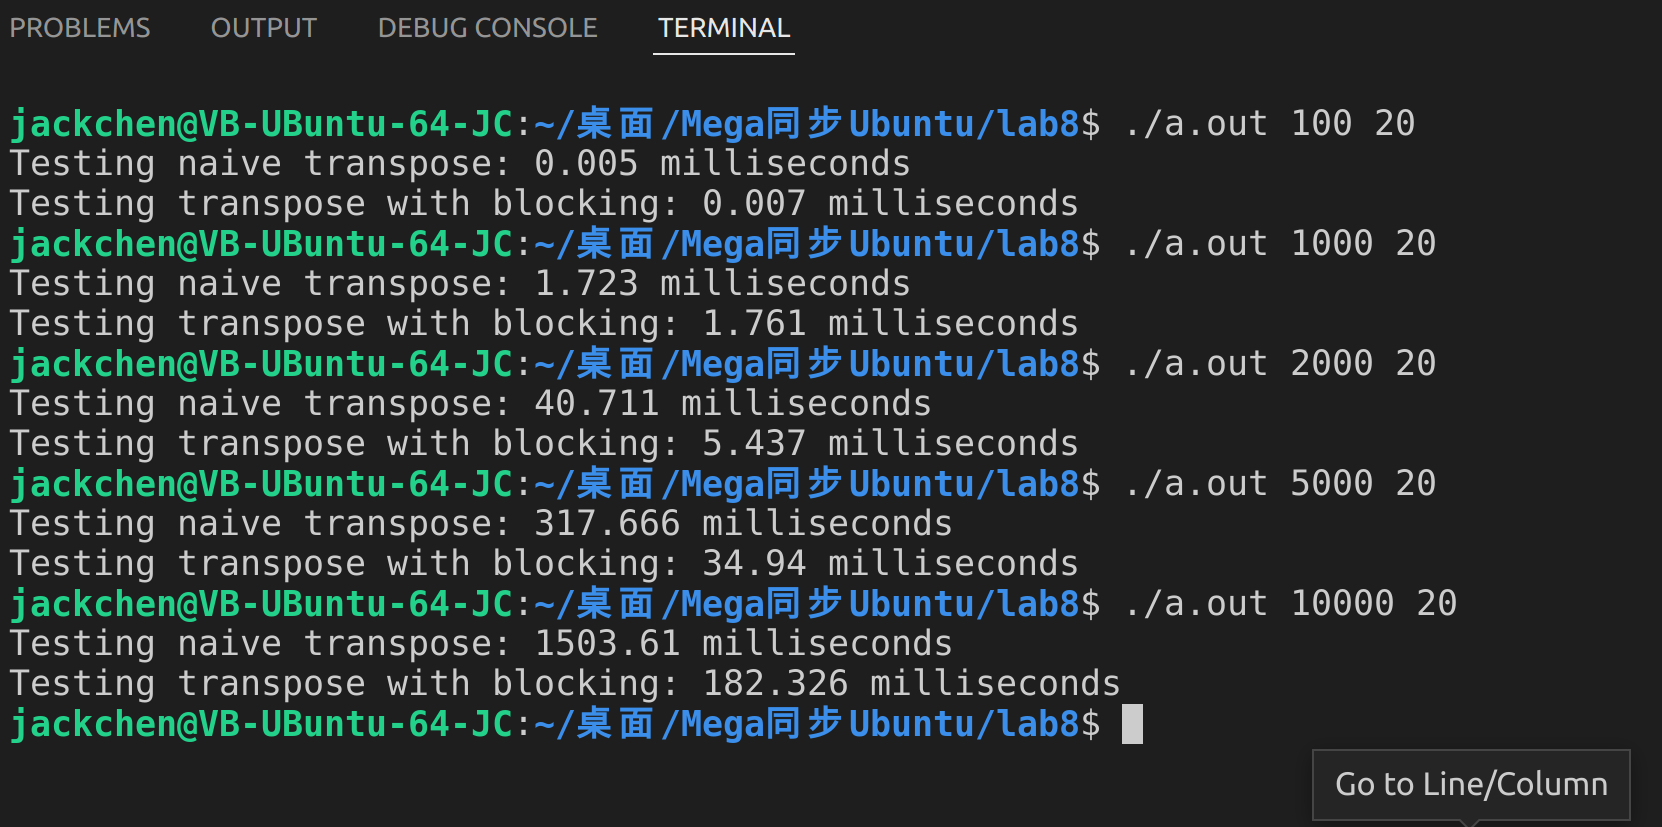 PROBLEMS OUTPUT DEBUG CONSOLE TERMINAL
jackchen@VB-UBuntu-64-JC:~/桌面/Mega同步Ubuntu/lab8$ ./a.out 100 20
Testing naive transpose: 0.005 milliseconds
Testing transpose with blocking: 0.007 milliseconds
jackchen@VB-UBuntu-64-JC:~/桌面/Mega同步Ubuntu/lab8$ ./a.out 1000 20
Testing naive transpose: 1.723 milliseconds
Testing transpose with blocking: 1.761 milliseconds
jackchen@VB-UBuntu-64-JC:~/桌面/Mega同步Ubuntu/lab8$ ./a.out 2000 20
Testing naive transpose: 40.711 milliseconds
Testing transpose with blocking: 5.437 milliseconds
jackchen@VB-UBuntu-64-JC:~/桌面/Mega同步Ubuntu/lab8$ ./a.out 5000 20
Testing naive transpose: 317.666 milliseconds
Testing transpose with blocking: 34.94 milliseconds
jackchen@VB-UBuntu-64-JC:~/桌面/Mega同步Ubuntu/lab8$ ./a.out 10000 20
Testing naive transpose: 1503.61 milliseconds
Testing transpose with blocking: 182.326 milliseconds
jackchen@VB-UBuntu-64-JC:~/桌面/Mega同步Ubuntu/lab8$
Go to Line/Column